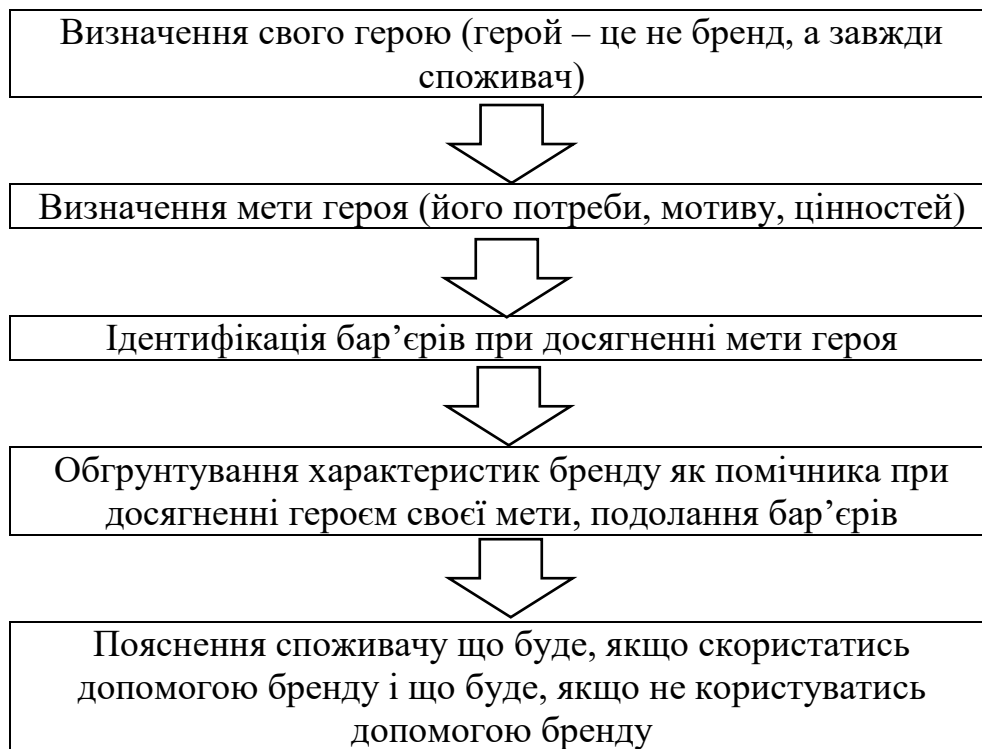 Визначення свого герою (герой – це не бренд, а завжди
споживач)
Визначення мети героя (його потреби, мотиву, цінностей)
Ідентифікація бар’єрів при досягненні мети героя
Обгрунтування характеристик бренду як помічника при
досягненні героєм своєї мети, подолання бар’єрів
Пояснення споживачу що буде, якщо скористатись
допомогою бренду і що буде, якщо не користуватись
допомогою бренду